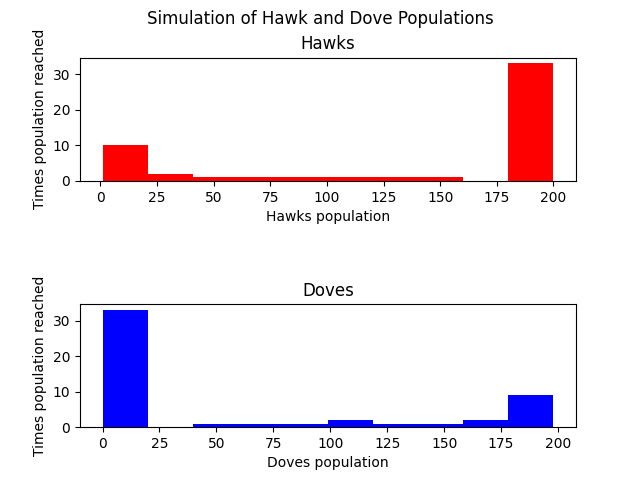 Simulation of Hawk and Dove Populations
Hawks
Times population reached
30
20
10
0
0 25 50 75 100 125 150 175 200
Hawks population
Doves
Times population reached
30
20
10
0
0 25 50 75 100 125 150 175 200
Doves population